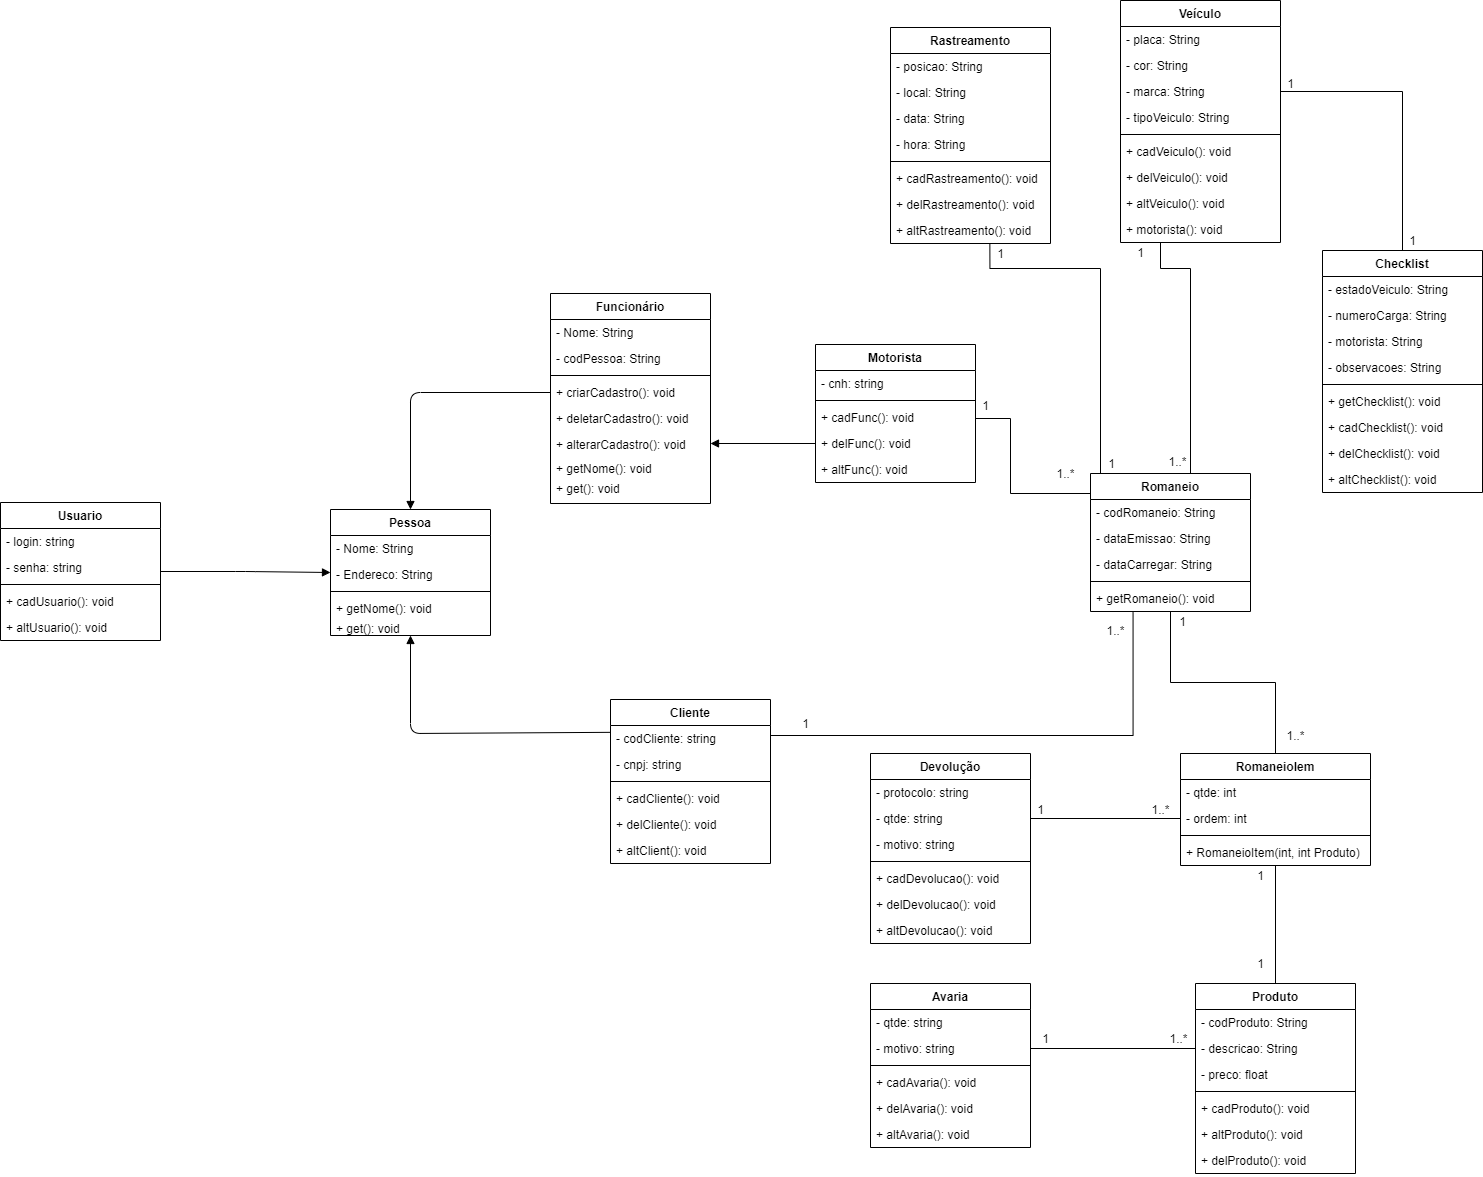 Rastreamento
- posicao: String
- local: String
- data: String
- hora: String
+ cadRastreamento(): void
+ delRastreamento(): void
+ altRastreamento(): void
1
1
Veículo
- placa: String
- cor: String
- marca: String
- tipoVeiculo: String
+ cadVeiculo(): void
+ delVeiculo(): void
+ altVeiculo(): void
+ motorista(): void
1
1..*
1
1
Checklist
- estadoVeiculo: String
- numeroCarga: String
- motorista: String
- observacoes: String
+ getChecklist(): void
+ cadChecklist(): void
+ delChecklist(): void
+ altChecklist(): void
Funcionário
- Nome: String
- codPessoa: String
+ criarCadastro(): void
+ deletarCadastro(): void
+ alterarCadastro(): void
+ getNome(): void
+ get(): void
Motorista
- cnh: string
+ cadFunc(): void
+ delFunc(): void
+ altFunc(): void
1
1..*
Romaneio
- codRomaneio: String
- dataEmissao: String
- dataCarregar: String
+ getRomaneio(): void
Usuario
- login: string
- senha: string
+ cadUsuario(): void
+ altUsuario(): void
Pessoa
- Nome: String
- Endereco: String
+ getNome(): void
+ get(): void
1..*
1
Cliente
- codCliente: string
- cnpj: string
+ cadCliente(): void
+ delCliente(): void
+ altClient(): void
1
1..*
Devolução
- protocolo: string
- qtde: string
- motivo: string
+ cadDevolucao(): void
+ delDevolucao(): void
+ altDevolucao(): void
1
1..*
RomaneioIem
- qtde: int
- ordem: int
+ RomaneioItem(int, int Produto)
1
1
Avaria
- qtde: string
- motivo: string
+ cadAvaria(): void
+ delAvaria(): void
+ altAvaria(): void
1
1..*
Produto
- codProduto: String
- descricao: String
- preco: float
+ cadProduto(): void
+ altProduto(): void
+ delProduto(): void